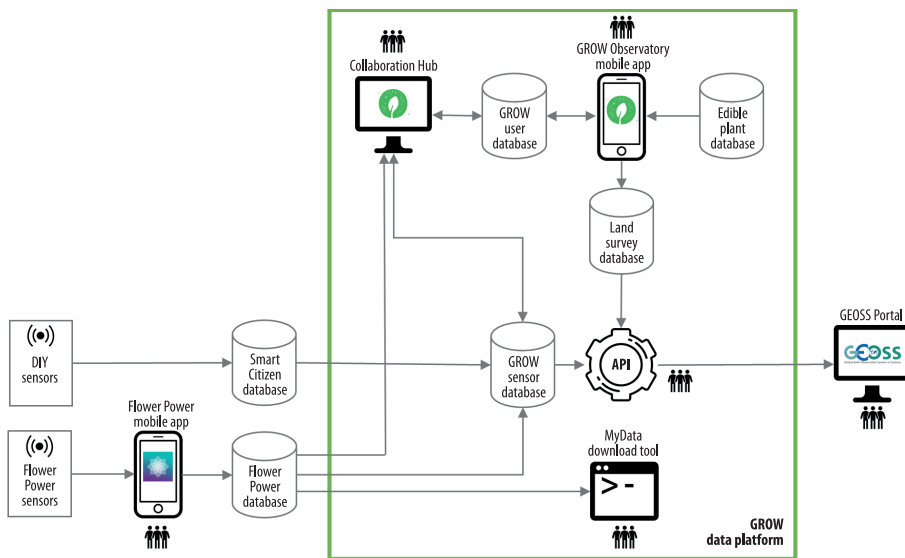 GROW Observatory
mobile app
Collaboration Hub
GROW
user
database
Edible
plant
database
Land
survey
database
GEOSS Portal
GEOSS
DIY
sensors
Smart
Citizen
database
GROW
sensor
database
API
Flower Power
mobile app
MyData
download tool
Flower
Power
sensors
Flower
Power
database
>-
GROW
data platform